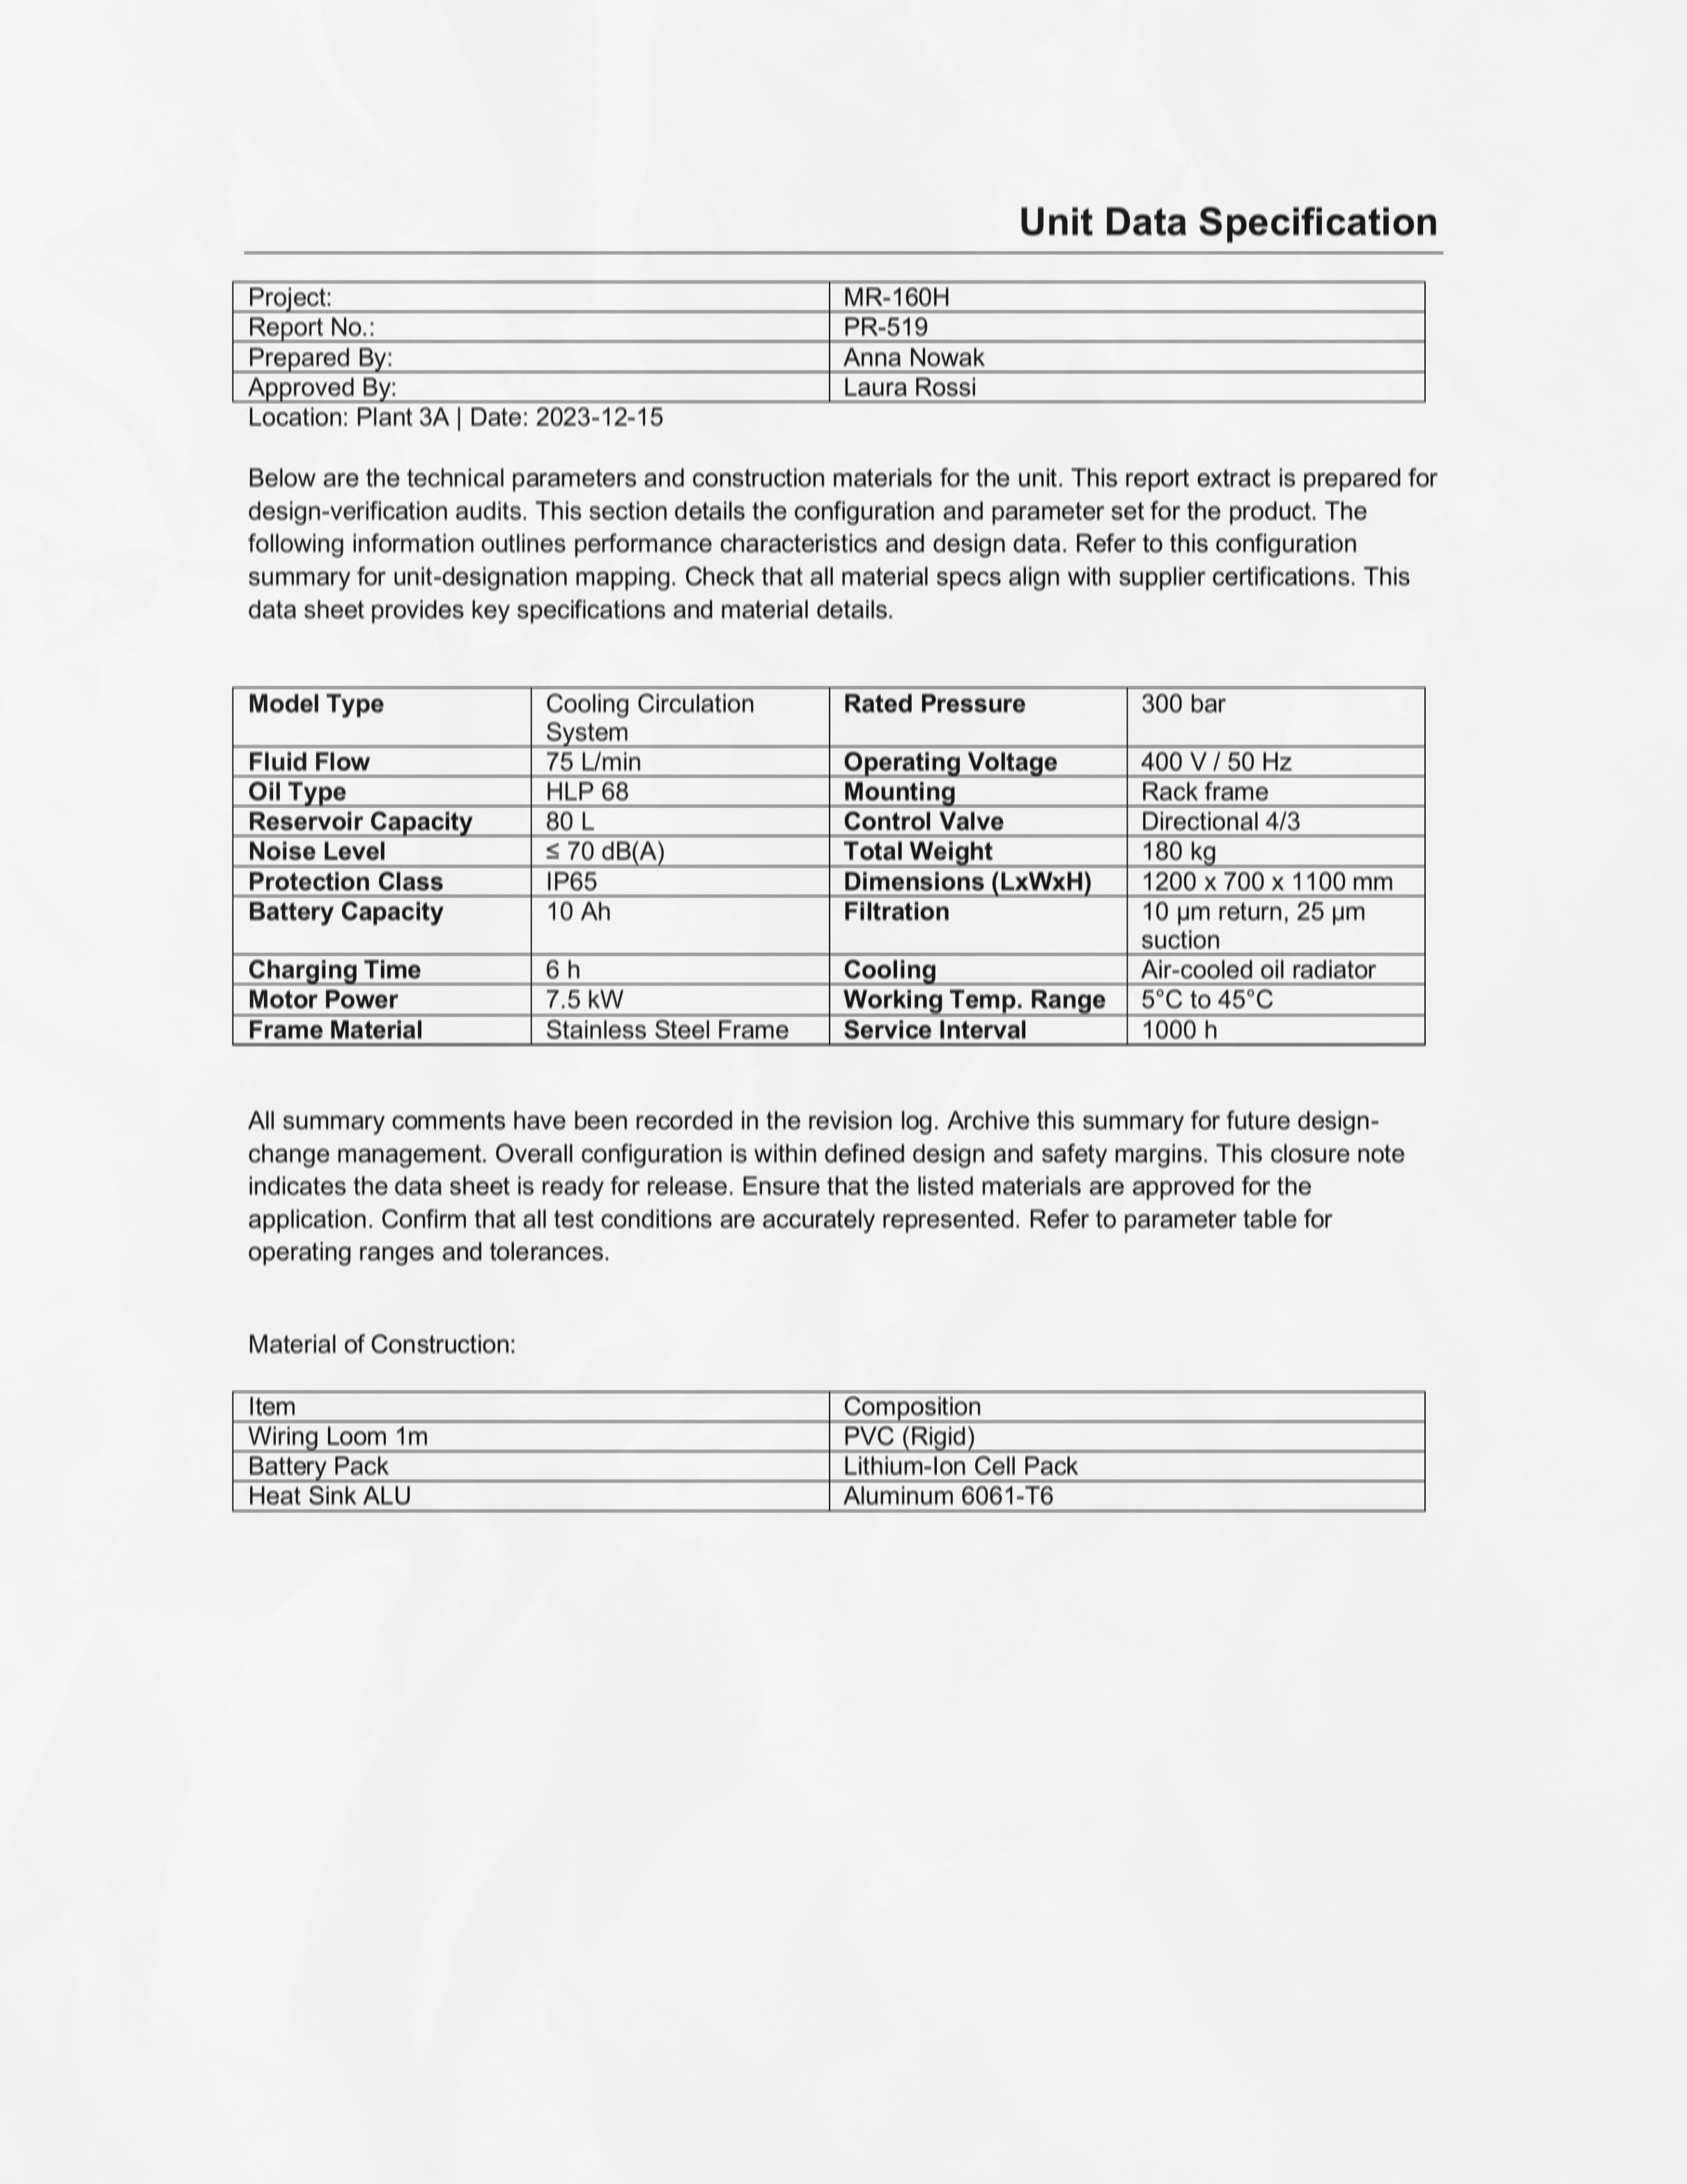 Unit Data Specification
Project: MR-160H
Report No.: PR-519
Prepared By: Anna Nowak
Approved By: Laura Rossi
Location: Plant 3A | Date: 2023-12-15
Below are the technical parameters and construction materials for the unit. This report extract is prepared for
design-verification audits. This section details the configuration and parameter set for the product. The
following information outlines performance characteristics and design data. Refer to this configuration
summary for unit-designation mapping. Check that all material specs align with supplier certifications. This
data sheet provides key specifications and material details.
Model Type Cooling Circulation Rated Pressure 300 bar
System
Fluid Flow 75 L/min Operating Voltage 400 V / 50 Hz
Oil Type HLP 68 Mounting Rack frame
Reservoir Capacity 80 L Control Valve Directional 4/3
Noise Level ≤ 70 dB(A) Total Weight 180 kg
Protection Class IP65 Dimensions (LxWxH) 1200 x 700 x 1100 mm
Battery Capacity 10 Ah Filtration 10 µm return, 25 µm
suction
Charging Time 6 h Cooling Air-cooled oil radiator
Motor Power 7.5 kW Working Temp. Range 5°C to 45°C
Frame Material Stainless Steel Frame Service Interval 1000 h
All summary comments have been recorded in the revision log. Archive this summary for future design-
change management. Overall configuration is within defined design and safety margins. This closure note
indicates the data sheet is ready for release. Ensure that the listed materials are approved for the
application. Confirm that all test conditions are accurately represented. Refer to parameter table for
operating ranges and tolerances.
Material of Construction:
Item Composition
Wiring Loom 1m PVC (Rigid)
Battery Pack Lithium-Ion Cell Pack
Heat Sink ALU Aluminum 6061-T6